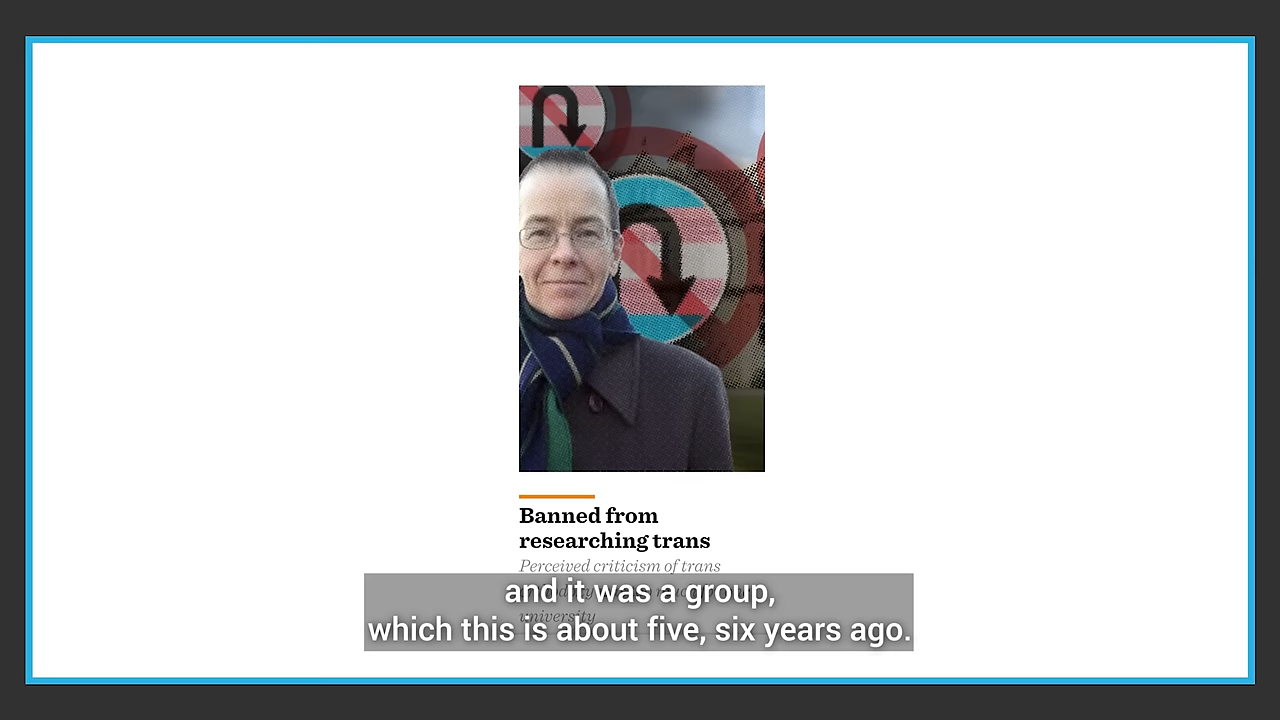 Banned from
researching trans
Perceived criticism of trans
university
and it was a group,
which this is about five, six years ago.